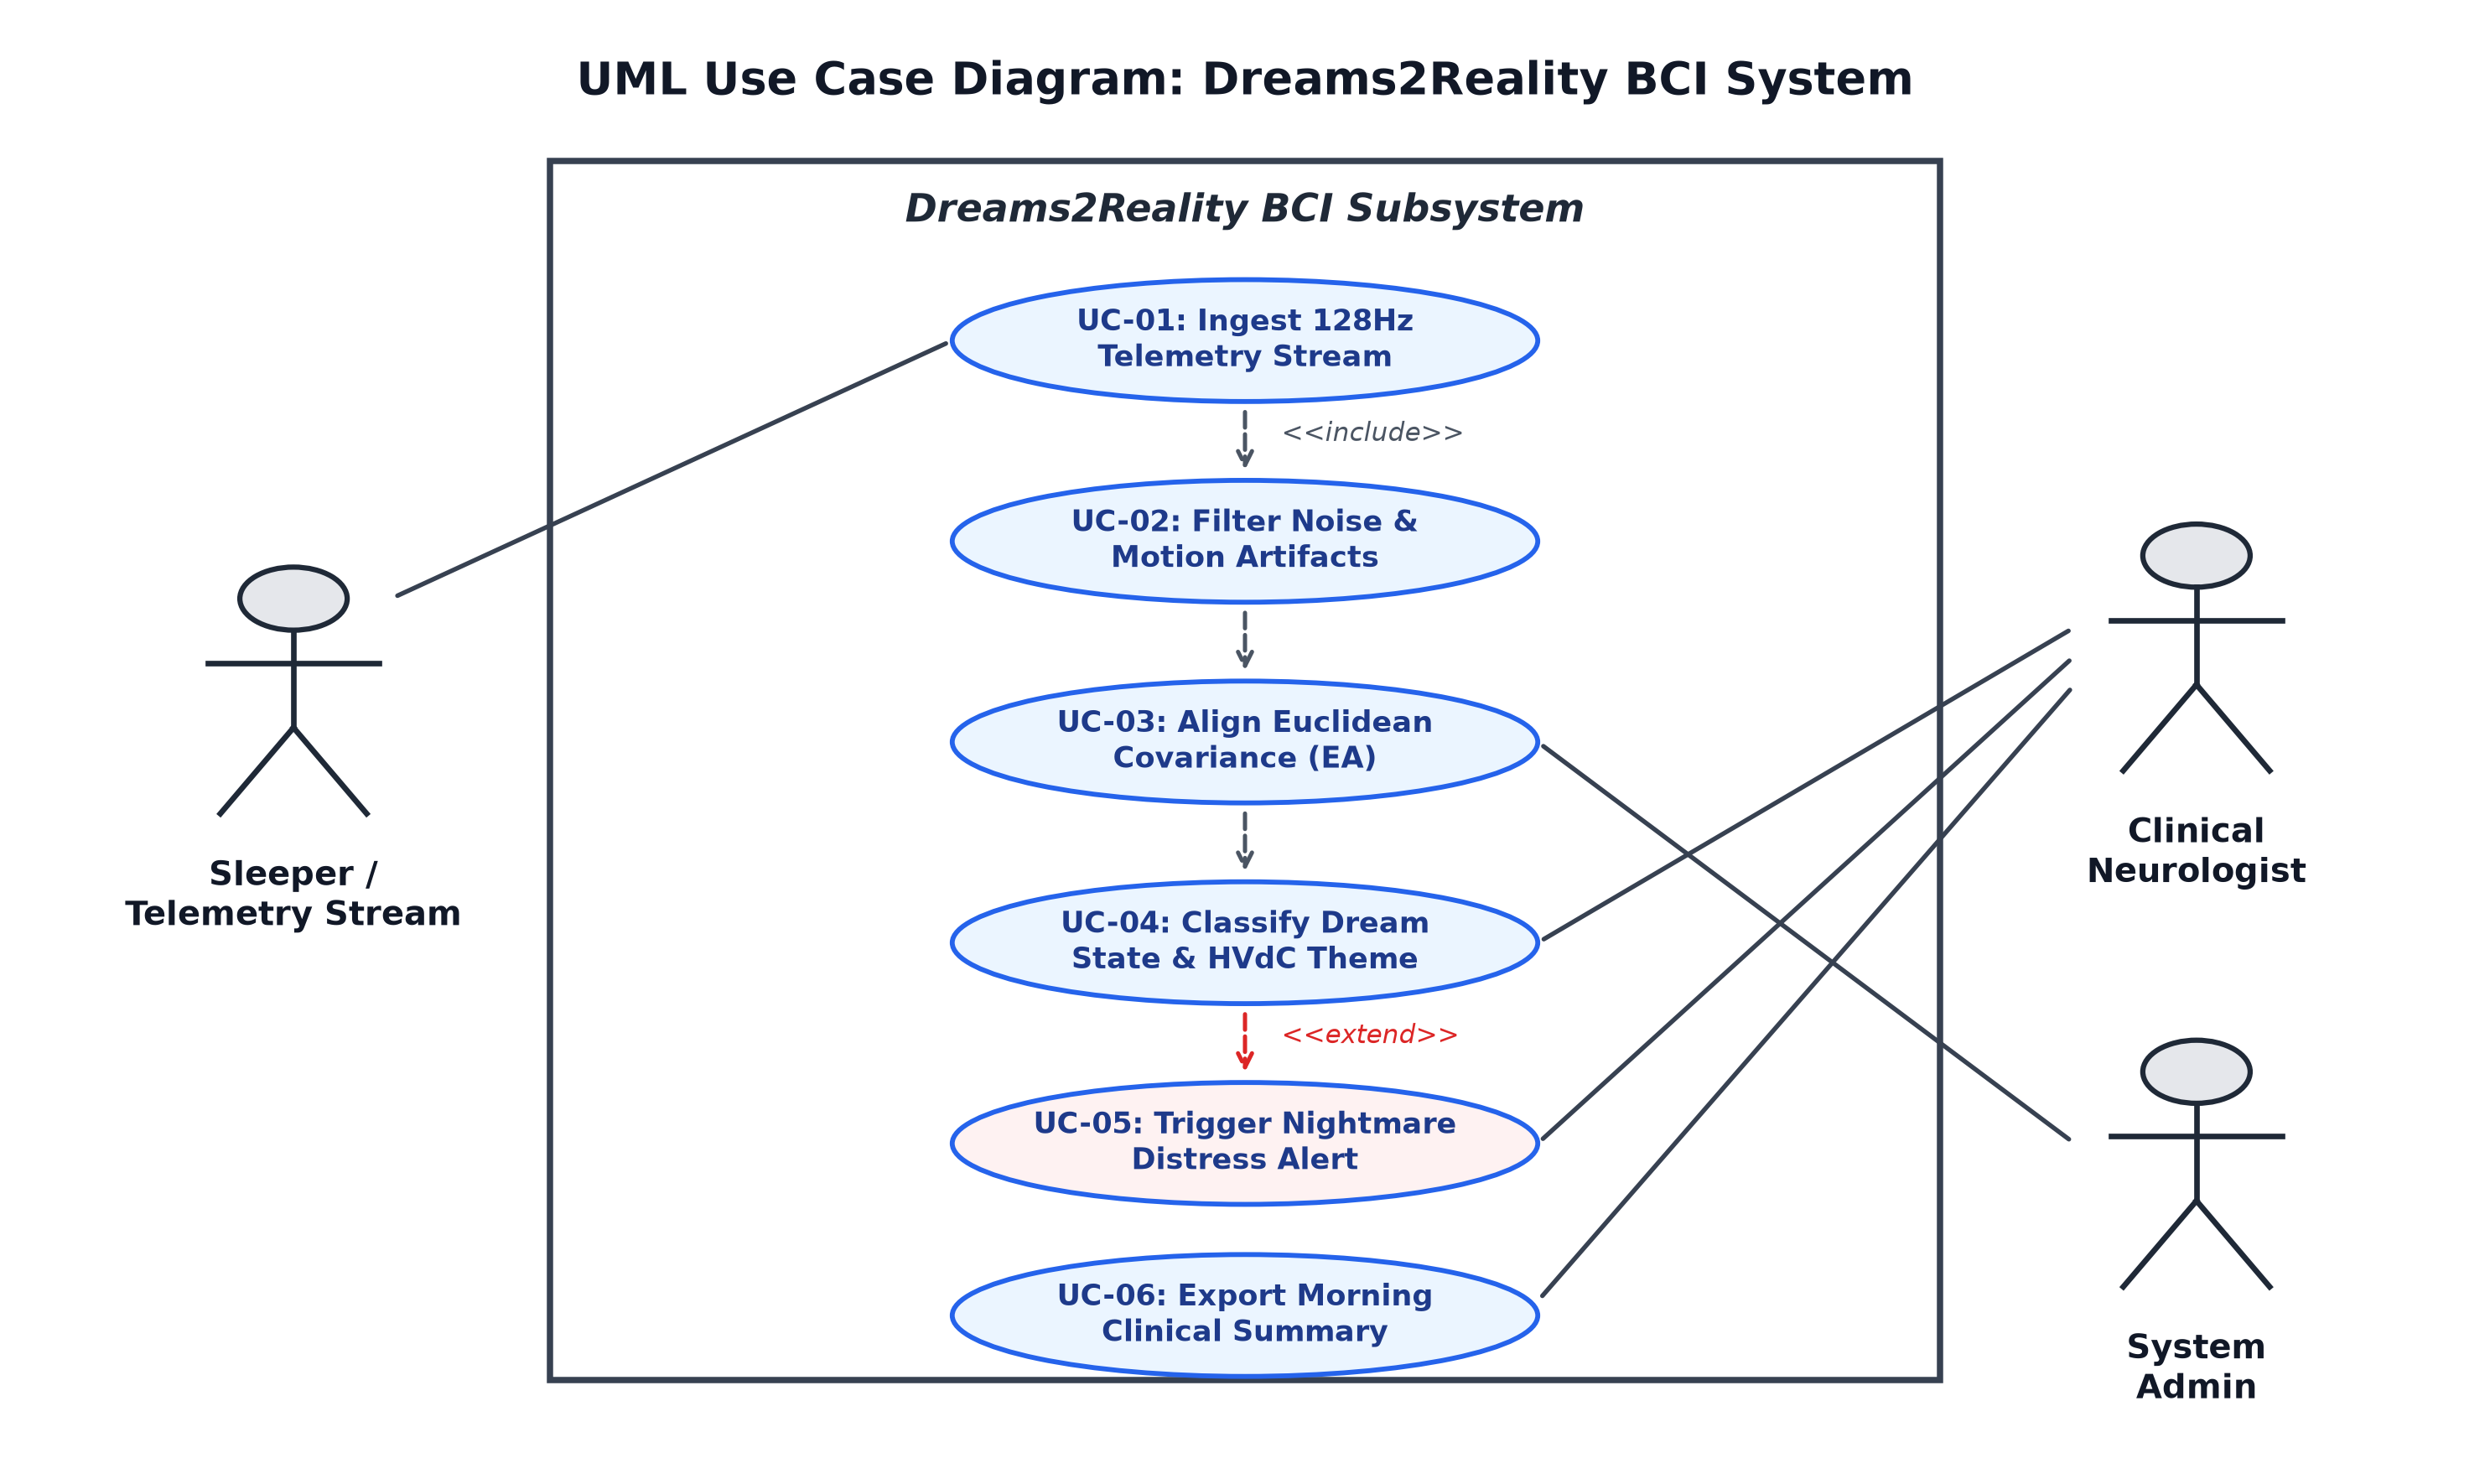 UML Use Case Diagram: Dreams2Reality BCI System
Dreams2Reality BCI Subsystem
UC-01: Ingest 128Hz
Telemetry Stream
<<include>>
UC-02: Filter Noise &
Motion Artifacts
UC-03: Align Euclidean
Covariance (EA)
UC-04: Classify Dream
State & HVdC Theme
<<extend>>
UC-05: Trigger Nightmare
Distress Alert
UC-06: Export Morning
Clinical Summary
Sleeper /
Telemetry Stream
Clinical
Neurologist
System
Admin